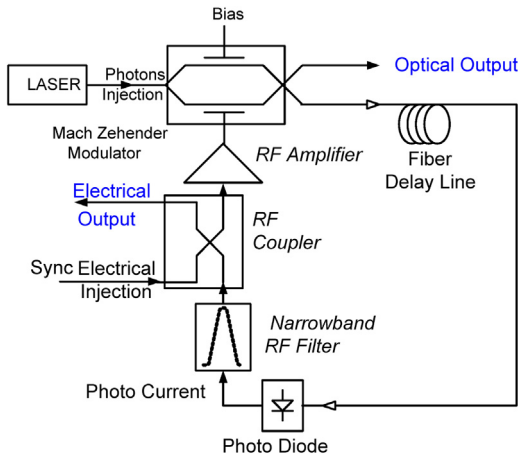 Bias
LASER
Photons
Injection
Optical Output
Mach Zehender
Modulator
RF Amplifier
Fiber
Delay Line
Electrical
Output
RF
Coupler
Sync Electrical
Injection
Narrowband
RF Filter
Photo Current
Photo Diode